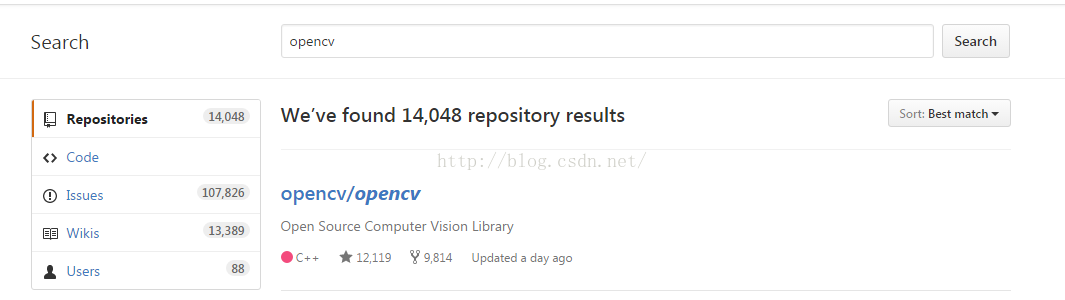 Search
opencv
Search
Repositories 14,048
Code
Issues 107,826
Wikis 13,389
Users 88
We’ve found 14,048 repository results
Sort: Best match
http://blog.csdn.net/
opencv/opencv
Open Source Computer Vision Library
C++ 12,119 9,814 Updated a day ago